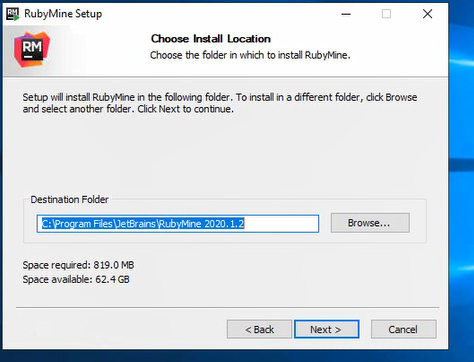 RubyMine Setup
RM
Choose Install Location
Choose the folder in which to install RubyMine.
Setup will install RubyMine in the following folder. To install in a different folder, click Browse
and select another folder. Click Next to continue.
Destination Folder
C:\Program Files\JetBrains\RubyMine 2020.1.2
Browse...
Space required: 819.0 MB
Space available: 62.4 GB
< Back
Next >
Cancel